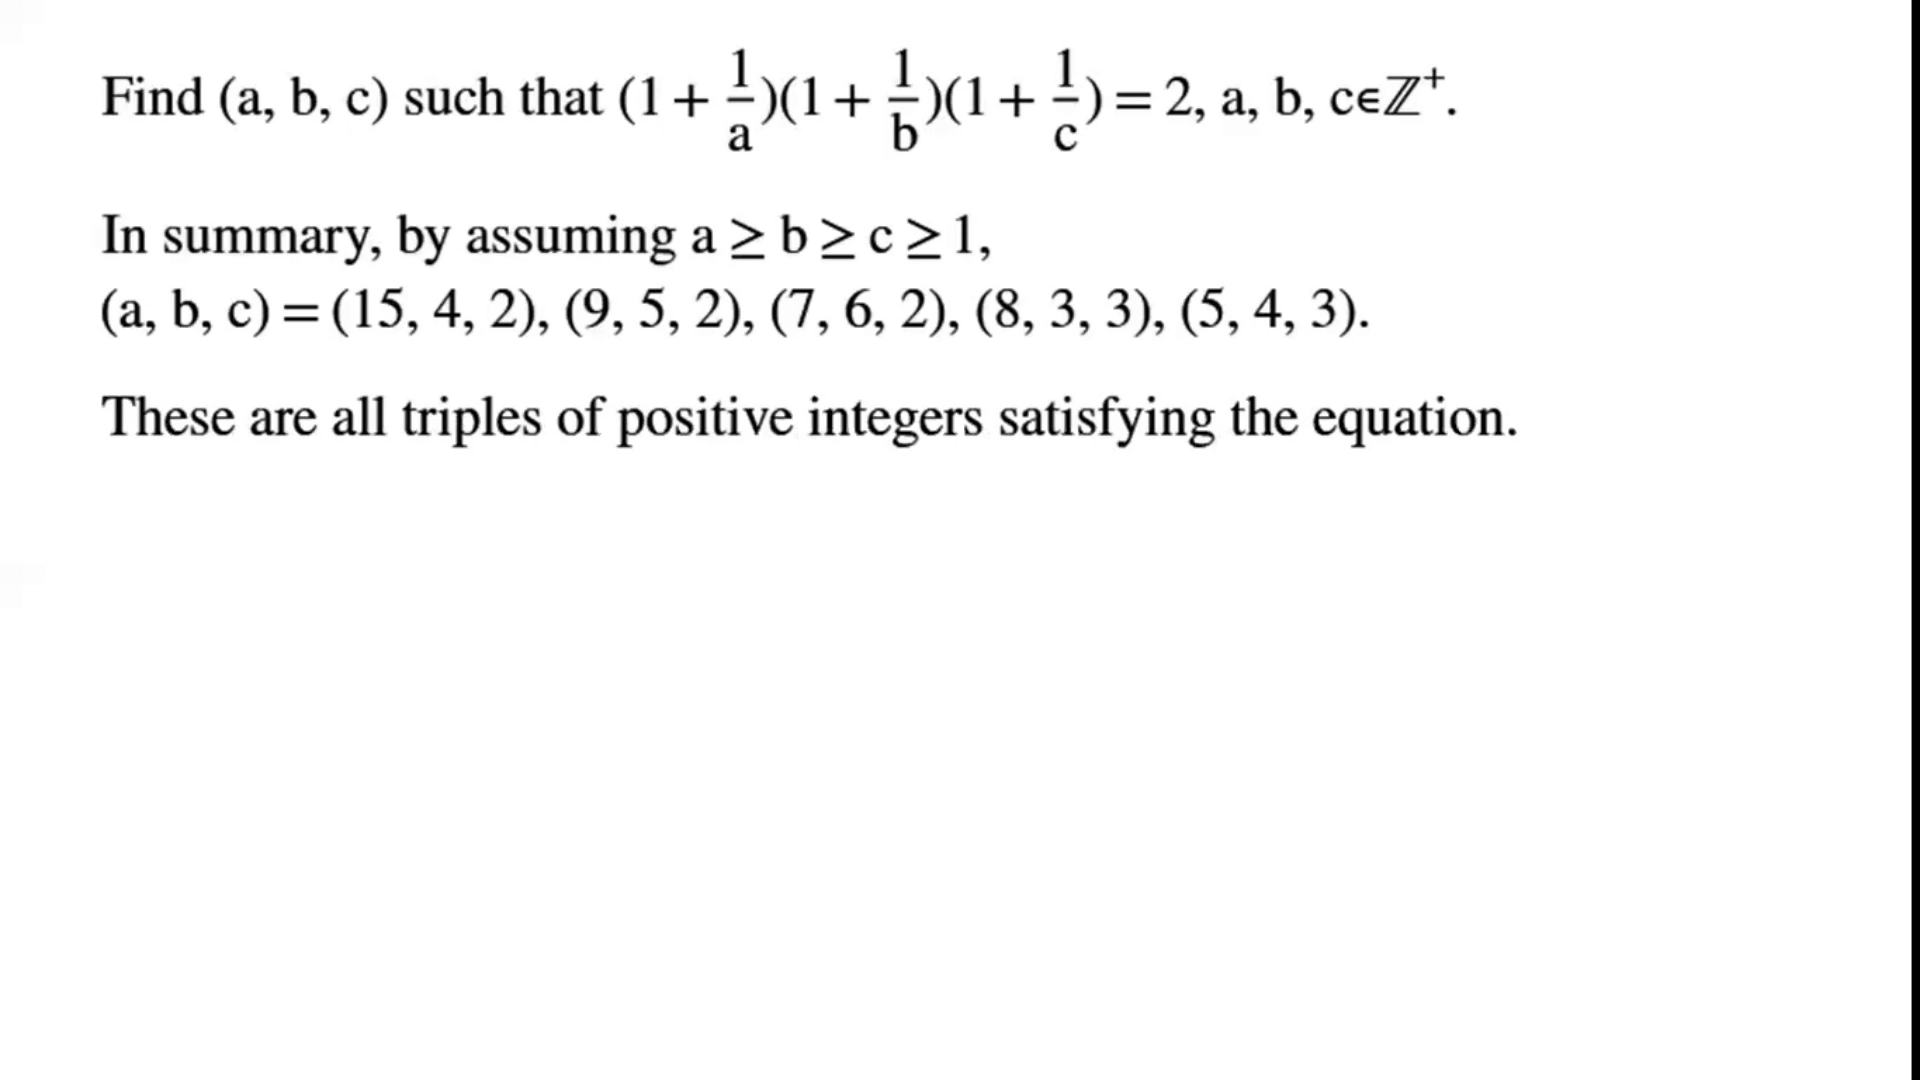 Find (a, b, c) such that (1 + 1/a)(1 + 1/b)(1 + 1/c) = 2, a, b, c∈ℤ⁺.
In summary, by assuming a ≥ b ≥ c ≥ 1,
(a, b, c) = (15, 4, 2), (9, 5, 2), (7, 6, 2), (8, 3, 3), (5, 4, 3).
These are all triples of positive integers satisfying the equation.